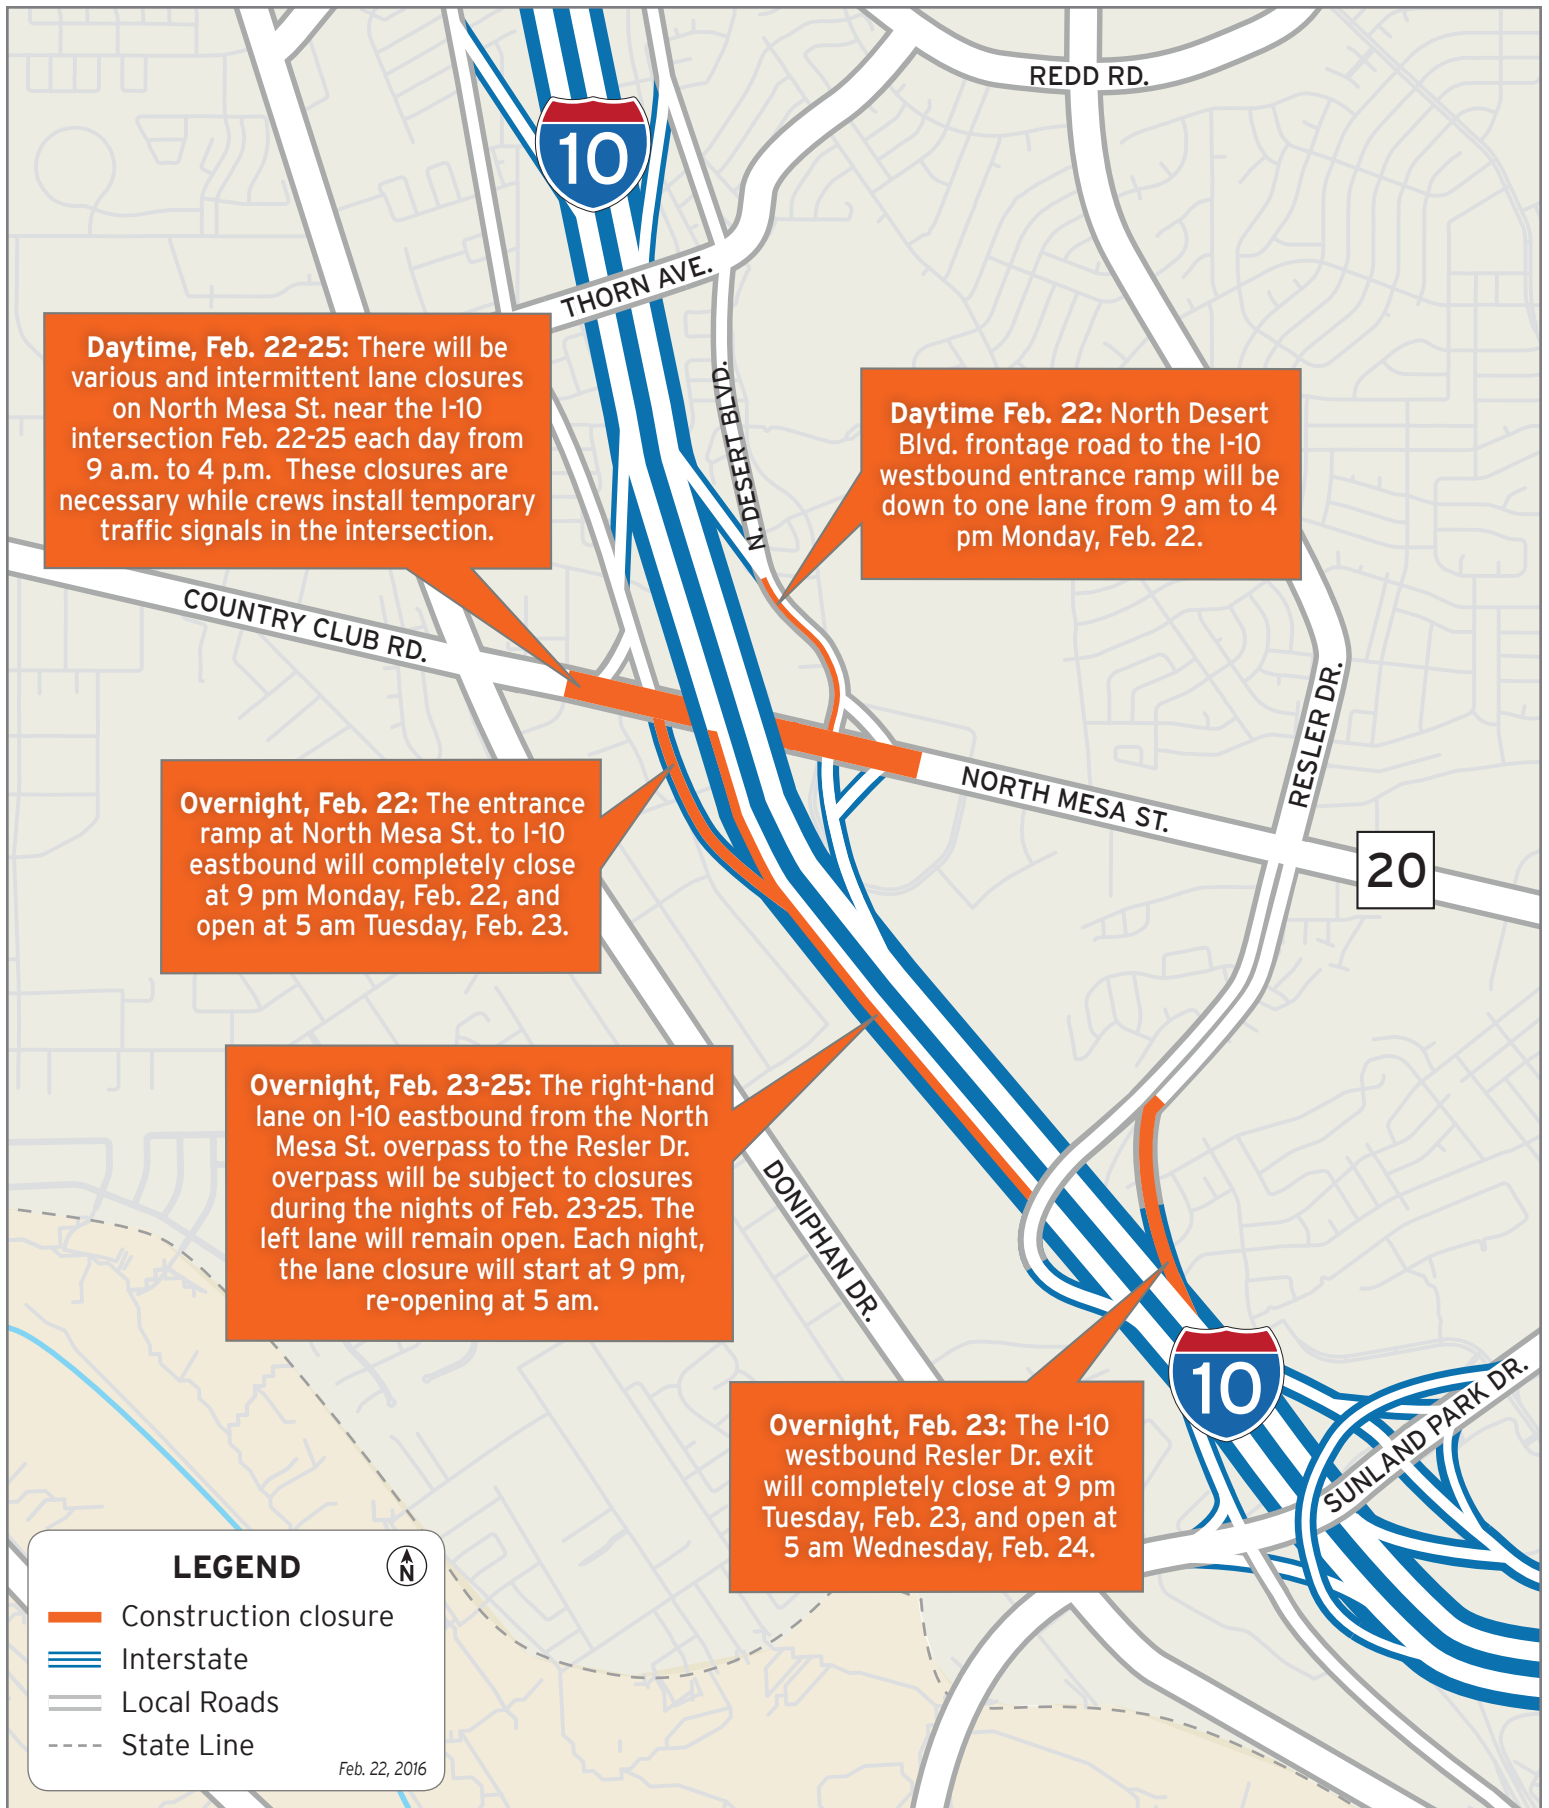 REDD RD.
10
THORN AVE.
Daytime, Feb. 22-25: There will be
various and intermittent lane closures
on North Mesa St. near the I-10
intersection Feb. 22-25 each day from
9 a.m. to 4 p.m. These closures are
necessary while crews install temporary
traffic signals in the intersection.
N. DESERT BLVD.
Daytime Feb. 22: North Desert
Blvd. frontage road to the I-10
westbound entrance ramp will be
down to one lane from 9 am to 4
pm Monday, Feb. 22.
COUNTRY CLUB RD.
RESLER DR.
NORTH MESA ST.
20
Overnight, Feb. 22: The entrance
ramp at North Mesa St. to I-10
eastbound will completely close
at 9 pm Monday, Feb. 22, and
open at 5 am Tuesday, Feb. 23.
Overnight, Feb. 23-25: The right-hand
lane on I-10 eastbound from the North
Mesa St. overpass to the Resler Dr.
overpass will be subject to closures
during the nights of Feb. 23-25. The
left lane will remain open. Each night,
the lane closure will start at 9 pm,
re-opening at 5 am.
DONIPHAN DR.
10
SUNLAND PARK DR.
Overnight, Feb. 23: The I-10
westbound Resler Dr. exit
will completely close at 9 pm
Tuesday, Feb. 23, and open at
5 am Wednesday, Feb. 24.
LEGEND
N
Construction closure
Interstate
Local Roads
State Line
Feb. 22, 2016